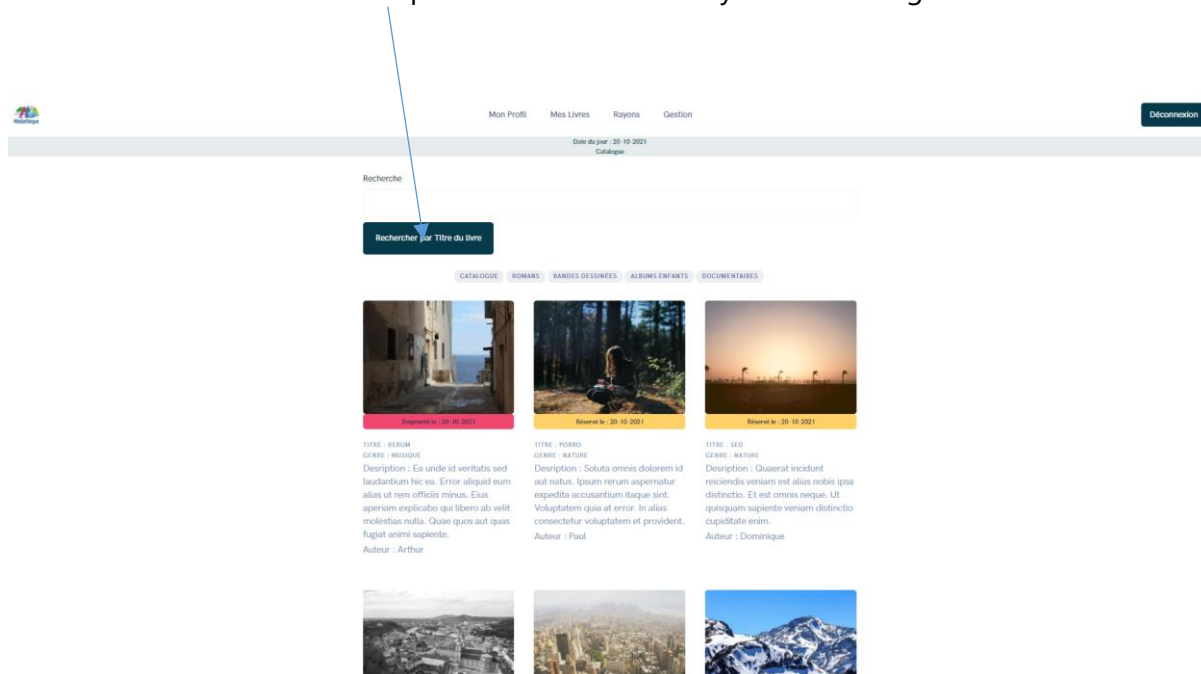 Médiathèque
Mon Profil Mes Livres Rayons Gestion
Déconnexion
Date du jour : 20-10-2021
Catalogue
Recherche
Rechercher par Titre du livre
CATALOGUE ROMANS BANDES DESSINÉES ALBUMS ENFANTS DOCUMENTAIRES
Emprunté le : 20-10-2021
TITRE : RERUM
GENRE : MUSIQUE
Desription : Ea unde id veritatis sed
laudantium hic ea. Error aliquid eum
alias ut rem officiis minus. Eius
aperiam explicabo qui libero ab velit
molestias nulla. Quae quos aut quas
fugiat animi sapiente.
Auteur : Arthur
Réservé le : 20-10-2021
TITRE : PORRO
GENRE : NATURE
Desription : Soluta omnis dolorem id
aut natus. Ipsum rerum aspernatur
expedita accusantium itaque sint.
Voluptatem quia at error. In alias
consectetur voluptatem et provident.
Auteur : Paul
Réservé le : 20-10-2021
TITRE : SED
GENRE : NATURE
Desription : Quaerat incidunt
reiciendis veniam est alias nobis ipsa
distinctio. Et est omnis neque. Ut
quisquam sapiente veniam distinctio
cupiditate enim.
Auteur : Dominique